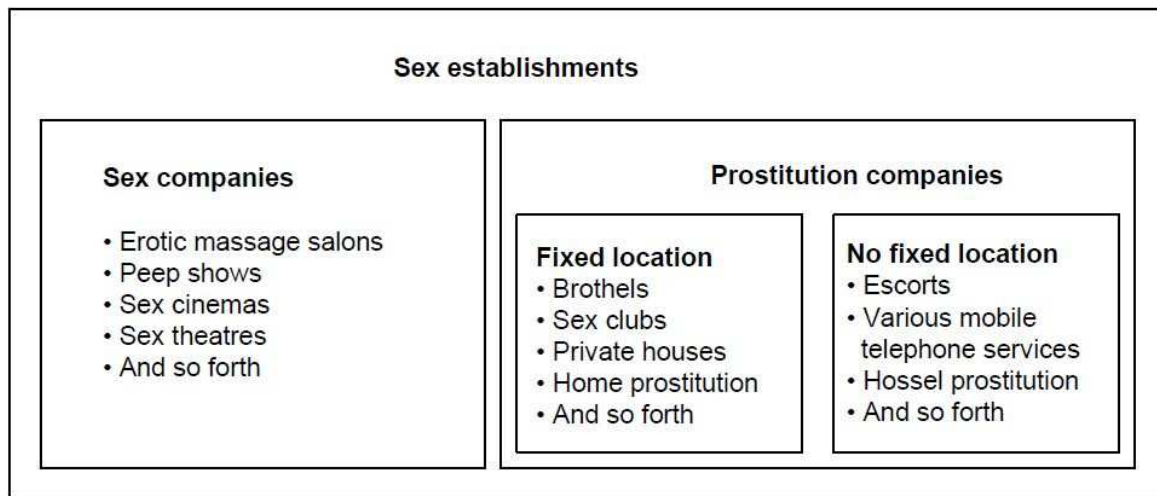 Sex establishments
Sex companies
• Erotic massage salons
• Peep shows
• Sex cinemas
• Sex theatres
• And so forth
Prostitution companies
Fixed location
• Brothels
• Sex clubs
• Private houses
• Home prostitution
• And so forth
No fixed location
• Escorts
• Various mobile
telephone services
• Hossel prostitution
• And so forth